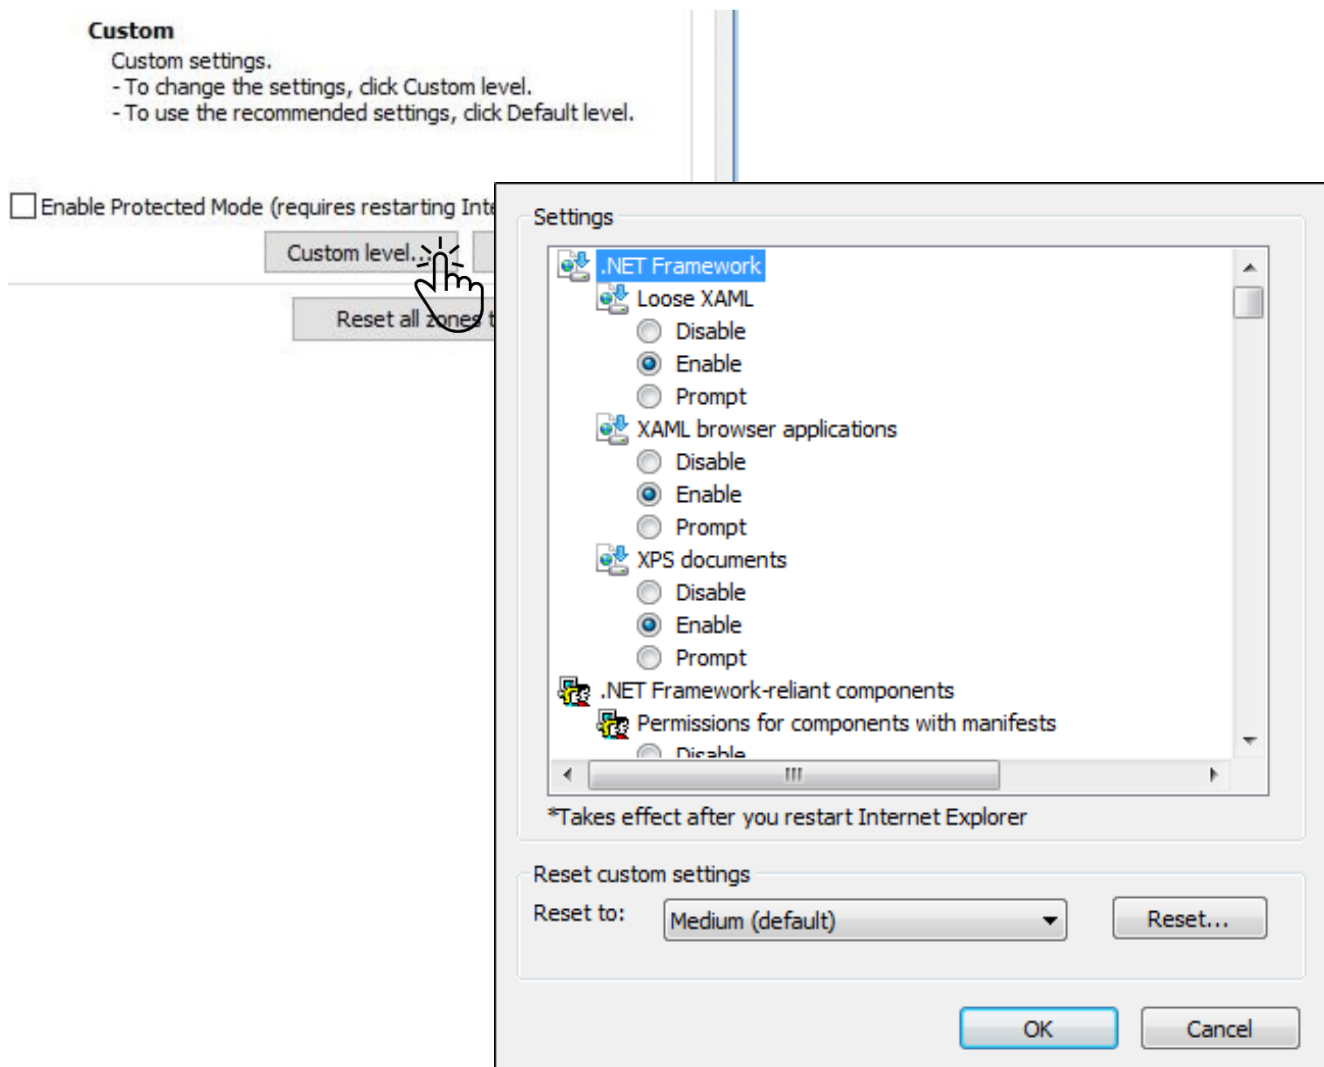 Custom
Custom settings.
- To change the settings, click Custom level.
- To use the recommended settings, click Default level.
Enable Protected Mode (requires restarting
Custom level...
Reset all zones
Settings
.NET Framework
Loose XAML
Disable
Enable
Prompt
XAML browser applications
Disable
Enable
Prompt
XPS documents
Disable
Enable
Prompt
.NET Framework-reliant components
Permissions for components with manifests
Disable
*Takes effect after you restart Internet Explorer
Reset custom settings
Reset to:
Medium (default)
Reset...
OK
Cancel